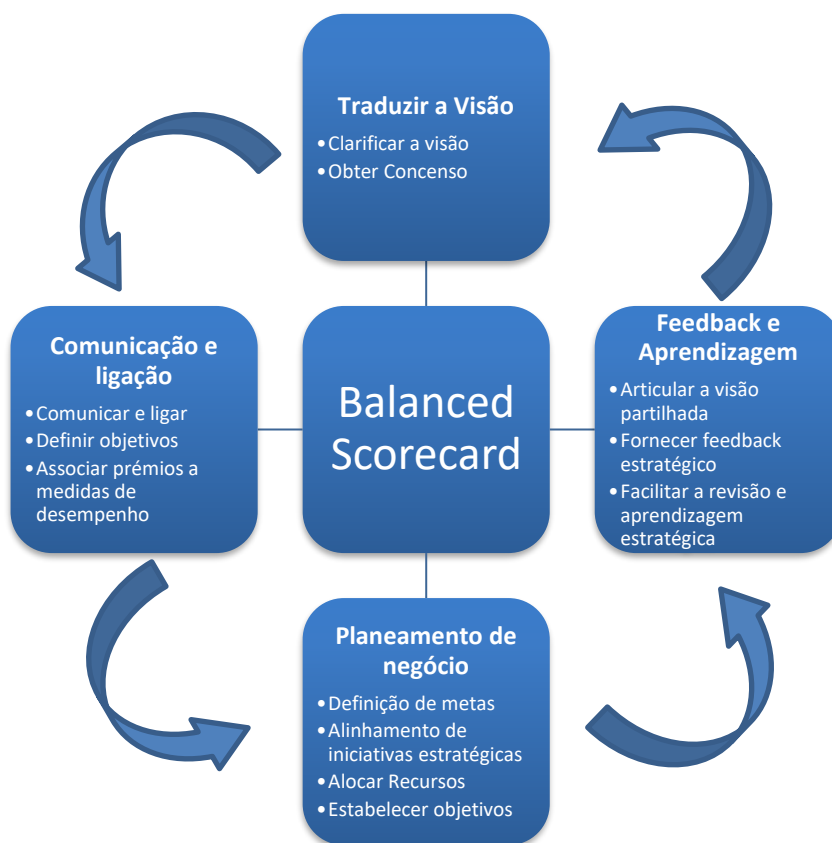 Traduzir a Visão
•Clarificar a visão
•Obter Concenso
Comunicação e
ligação
•Comunicar e ligar
•Definir objetivos
•Associar prémios a
medidas de
desempenho
Balanced
Scorecard
Feedback e
Aprendizagem
•Articular a visão
partilhada
•Fornecer feedback
estratégico
•Facilitar a revisão e
aprendizagem
estratégica
Planeamento de
negócio
•Definição de metas
•Alinhamento de
iniciativas estratégicas
•Alocar Recursos
•Estabelecer objetivos